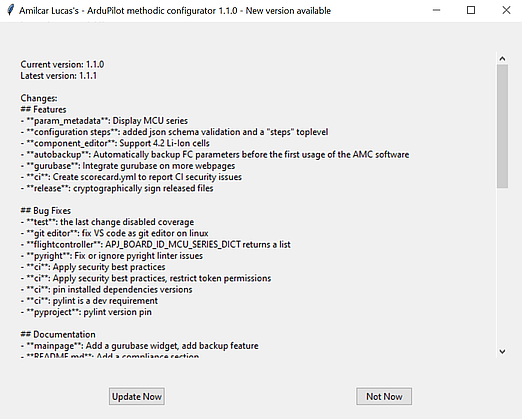 Amilcar Lucas's - ArduPilot methodic configurator 1.1.0 - New version available
Current version: 1.1.0
Latest version: 1.1.1
Changes:
## Features
- **param_metadata**: Display MCU series
- **configuration steps**: added json schema validation and a "steps" toplevel
- **component_editor**: Support 4.2 Li-Ion cells
- **autobackup**: Automatically backup FC parameters before the first usage of the AMC software
- **gurubase**: Integrate gurubase on more webpages
- **ci**: Create scorecard.yml to report CI security issues
- **release**: cryptographically sign released files
## Bug Fixes
- **test**: the last change disabled coverage
- **git editor**: fix VS code as git editor on linux
- **flightcontroller**: APJ_BOARD_ID_MCU_SERIES_DICT returns a list
- **pyright**: Fix or ignore pyright linter issues
- **ci**: Apply security best practices
- **ci**: Apply security best practices, restrict token permissions
- **ci**: pin installed dependencies versions
- **ci**: pylint is a dev requirement
- **pyproject**: pylint version pin
## Documentation
- **mainpage**: Add a gurubase widget, add backup feature
- **README.md**: Add a compliance section
Update Now
Not Now